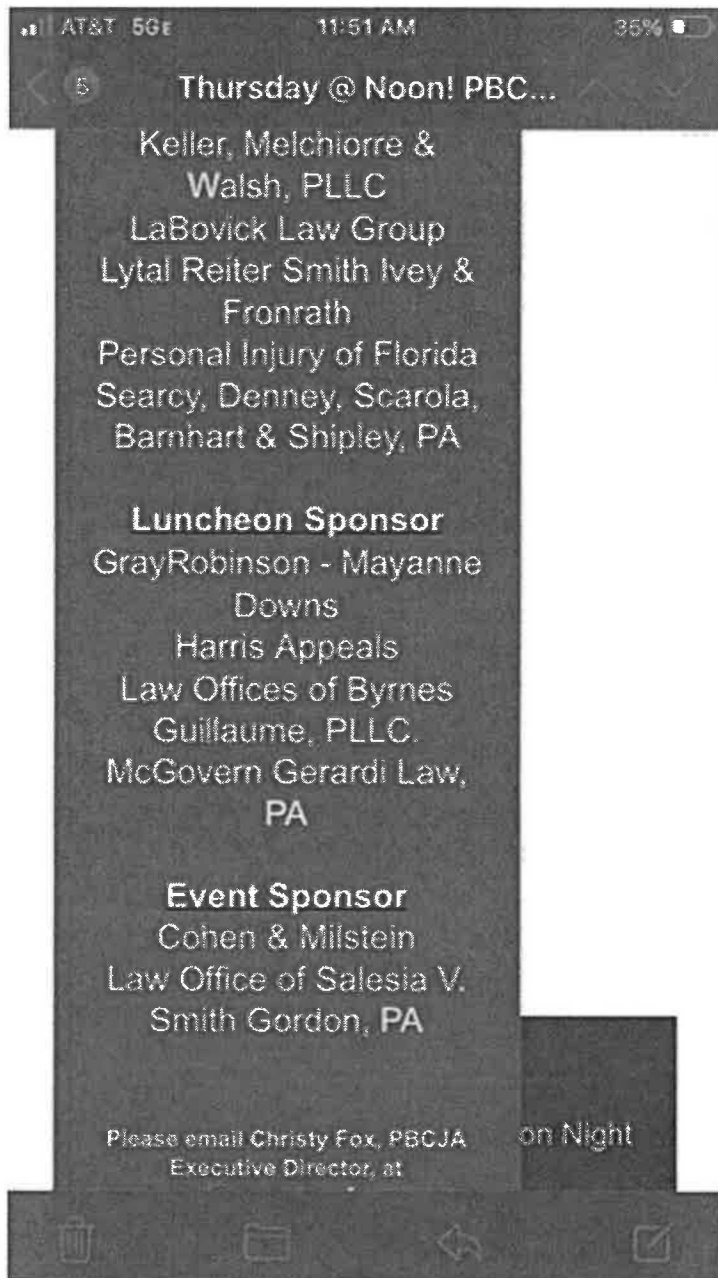 AT&T 5GE 11:51 AM 35%
5 Thursday @ Noon! PBC...
Keller, Melchiorre &
Walsh, PLLC
LaBovick Law Group
Lytal Reiter Smith Ivey &
Fronrath
Personal Injury of Florida
Searcy, Denney, Scarola,
Barnhart & Shipley, PA
Luncheon Sponsor
GrayRobinson - Mayanne
Downs
Harris Appeals
Law Offices of Byrnes
Guillaume, PLLC.
McGovern Gerardi Law,
PA
Event Sponsor
Cohen & Milstein
Law Office of Salesia V.
Smith Gordon, PA
on Night
Please email Christy Fox, PBCJA
Executive Director, at